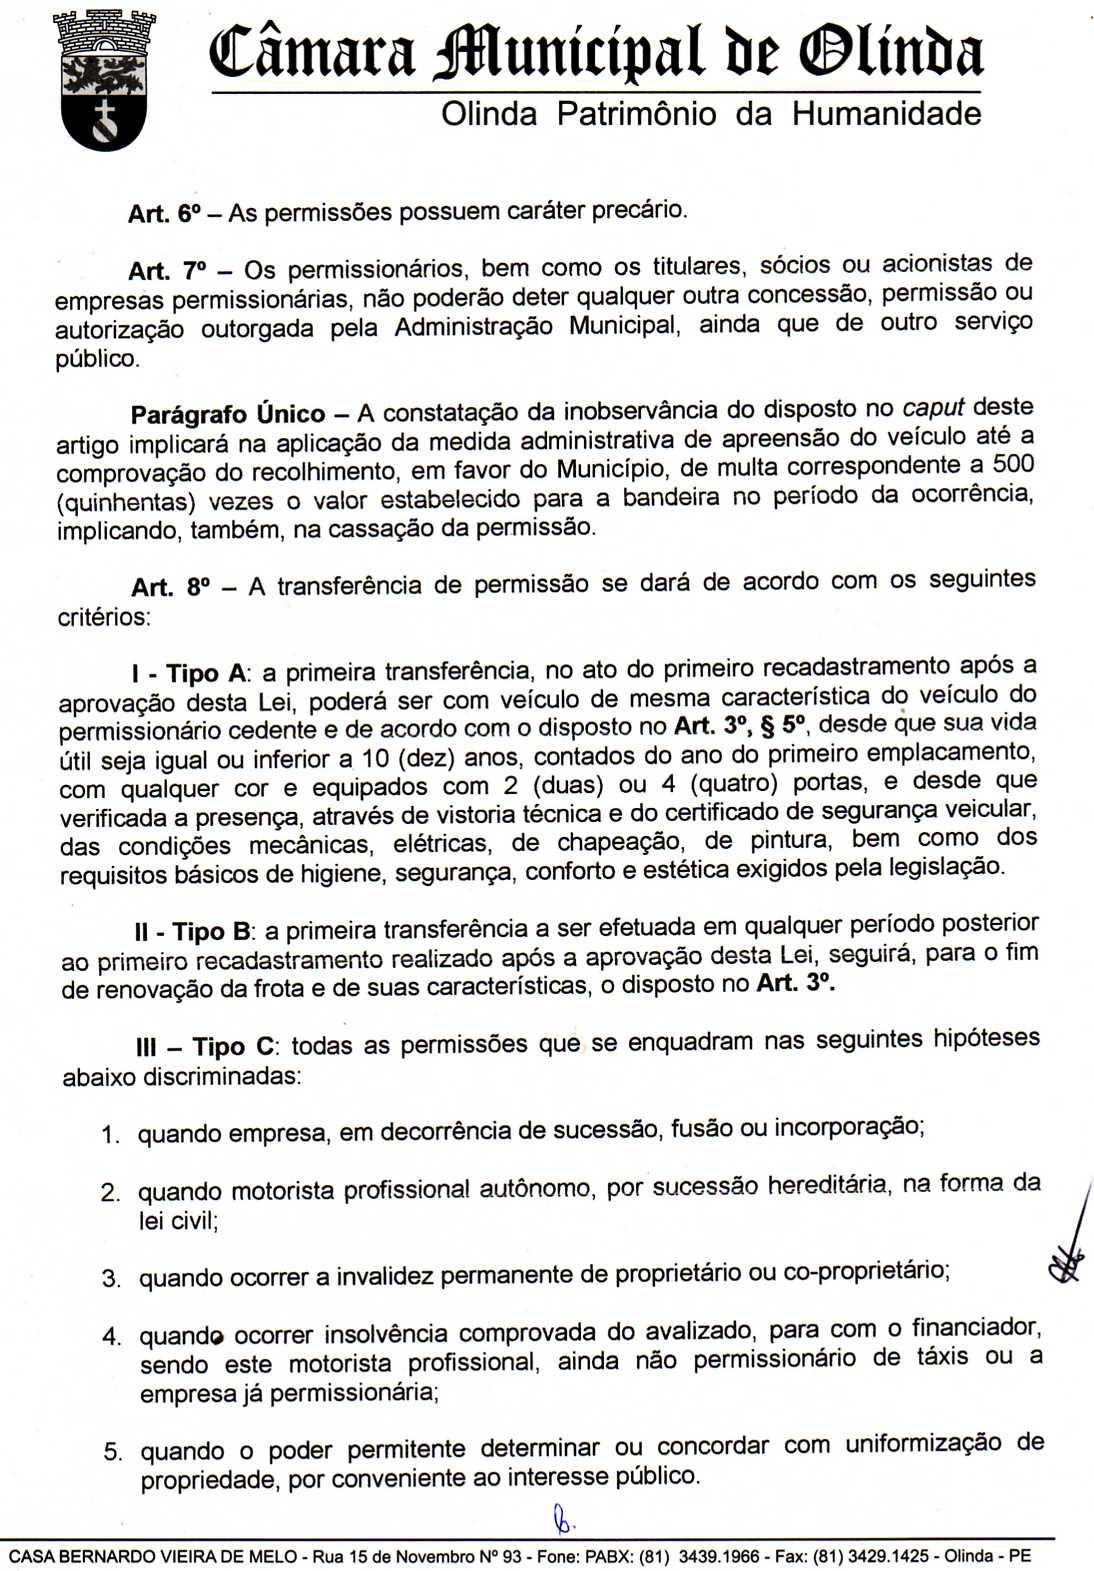 Câmara Municipal de Olinda
Olinda Patrimônio da Humanidade
Art. 6º – As permissões possuem caráter precário.
Art. 7º – Os permissionários, bem como os titulares, sócios ou acionistas de
empresas permissionárias, não poderão deter qualquer outra concessão, permissão ou
autorização outorgada pela Administração Municipal, ainda que de outro serviço
público.
Parágrafo Único – A constatação da inobservância do disposto no caput deste
artigo implicará na aplicação da medida administrativa de apreensão do veículo até a
comprovação do recolhimento, em favor do Município, de multa correspondente a 500
(quinhentas) vezes o valor estabelecido para a bandeira no período da ocorrência,
implicando, também, na cassação da permissão.
Art. 8º – A transferência de permissão se dará de acordo com os seguintes
critérios:
I - Tipo A: a primeira transferência, no ato do primeiro recadastramento após a
aprovação desta Lei, poderá ser com veículo de mesma característica do veículo do
permissionário cedente e de acordo com o disposto no Art. 3º, § 5º, desde que sua vida
útil seja igual ou inferior a 10 (dez) anos, contados do ano do primeiro emplacamento,
com qualquer cor e equipados com 2 (duas) ou 4 (quatro) portas, e desde que
verificada a presença, através de vistoria técnica e do certificado de segurança veicular,
das condições mecânicas, elétricas, de chapeação, de pintura, bem como dos
requisitos básicos de higiene, segurança, conforto e estética exigidos pela legislação.
II - Tipo B: a primeira transferência a ser efetuada em qualquer período posterior
ao primeiro recadastramento realizado após a aprovação desta Lei, seguirá, para o fim
de renovação da frota e de suas características, o disposto no Art. 3º.
III – Tipo C: todas as permissões que se enquadram nas seguintes hipóteses
abaixo discriminadas:
1. quando empresa, em decorrência de sucessão, fusão ou incorporação;
2. quando motorista profissional autônomo, por sucessão hereditária, na forma da
lei civil;
3. quando ocorrer a invalidez permanente de proprietário ou co-proprietário;
4. quando ocorrer insolvência comprovada do avalizado, para com o financiador,
sendo este motorista profissional, ainda não permissionário de táxis ou a
empresa já permissionária;
5. quando o poder permitente determinar ou concordar com uniformização de
propriedade, por conveniente ao interesse público.
CASA BERNARDO VIEIRA DE MELO - Rua 15 de Novembro Nº 93 - Fone: PABX: (81) 3439.1966 - Fax: (81) 3429.1425 - Olinda - PE